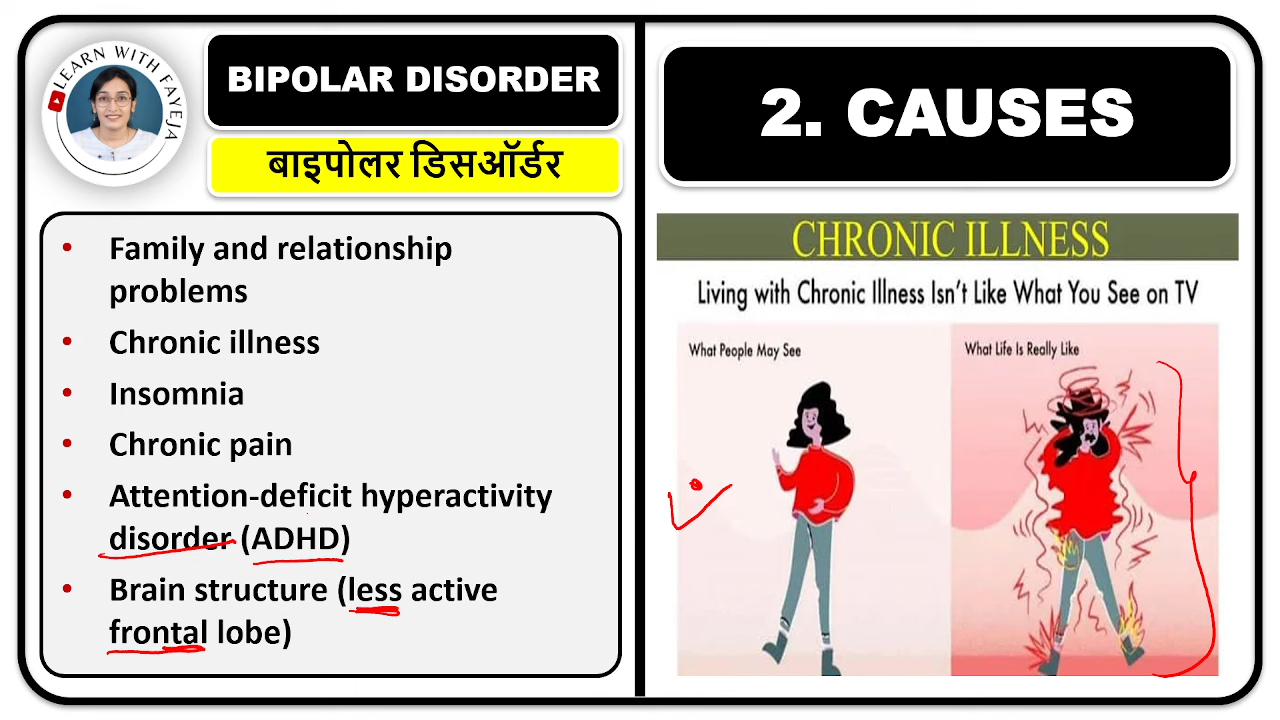 LEARN WITH FAYEJA
BIPOLAR DISORDER
बाइपोलर डिसऑर्डर
• Family and relationship
problems
• Chronic illness
• Insomnia
• Chronic pain
• Attention-deficit hyperactivity
disorder (ADHD)
• Brain structure (less active
frontal lobe)
2. CAUSES
CHRONIC ILLNESS
Living with Chronic Illness Isn't Like What You See on TV
What People May See
What Life Is Really Like